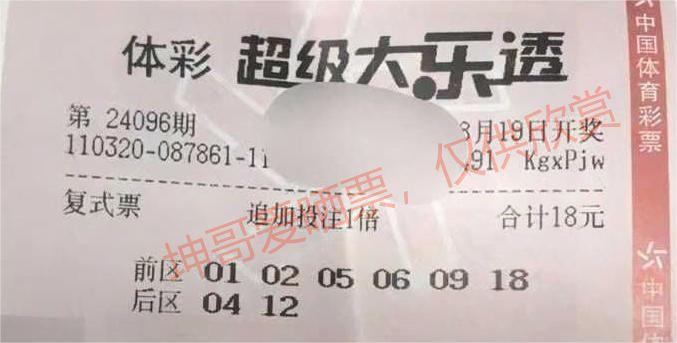 体彩 超级大乐透
第 24096期
月19日开奖
110320-087861-11
91 KgxPjw
复式票 追加投注1倍 合计18元
前区 01 02 05 06 09 18
后区 04 12
坤哥爱晒票，仅供欣赏
中国体育彩票
中国体